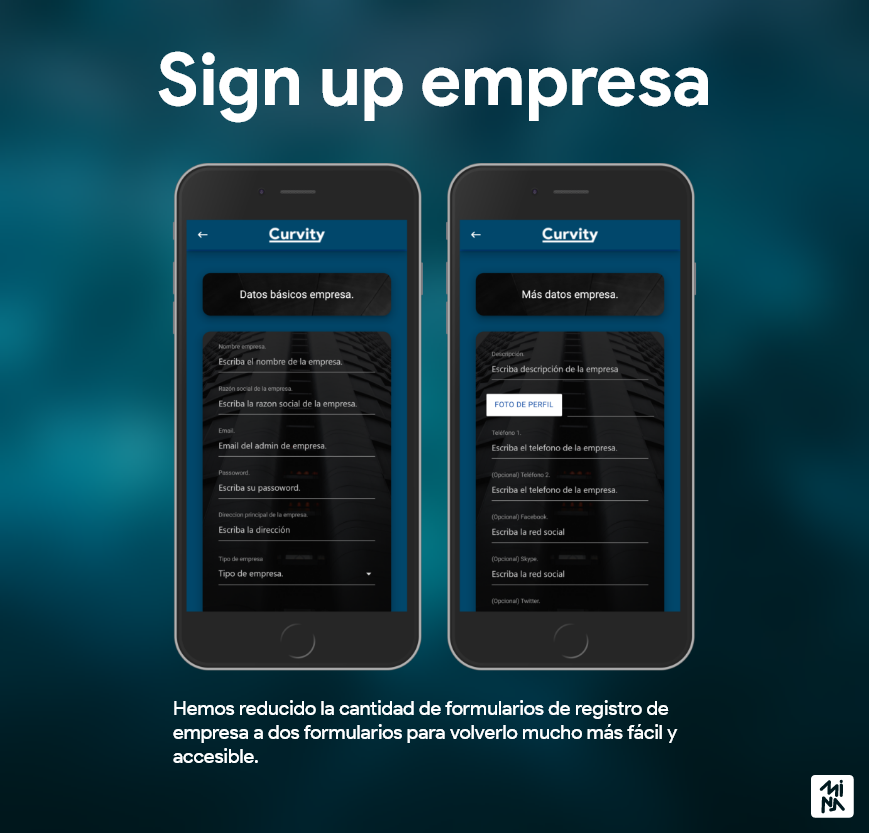 Sign up empresa
Curvity
Datos básicos empresa.
Nombre empresa.
Escriba el nombre de la empresa.
Razón social de la empresa.
Escriba la razon social de la empresa.
Email.
Email del admin de empresa.
Password.
Escriba su passoword.
Direccion principal de la empresa.
Escriba la dirección
Tipo de empresa
Tipo de empresa.
Curvity
Más datos empresa.
Descripcion.
Escriba descripción de la empresa
FOTO DE PERFIL
Teléfono 1.
Escriba el telefono de la empresa.
(Opcional) Teléfono 2.
Escriba el telefono de la empresa.
(Opcional) Facebook.
Escriba la red social
(Opcional) Skype.
Escriba la red social
(Opcional) Twitter.
Hemos reducido la cantidad de formularios de registro de
empresa a dos formularios para volverlo mucho más fácil y
accesible.
MiNA